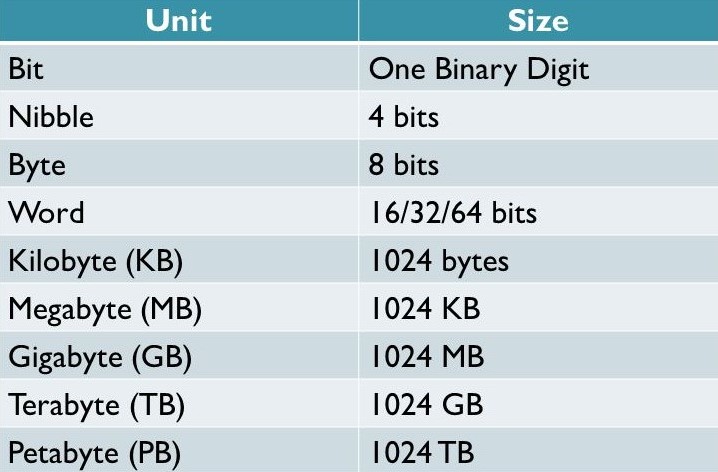 Unit Size
Bit One Binary Digit
Nibble 4 bits
Byte 8 bits
Word 16/32/64 bits
Kilobyte (KB) 1024 bytes
Megabyte (MB) 1024 KB
Gigabyte (GB) 1024 MB
Terabyte (TB) 1024 GB
Petabyte (PB) 1024 TB